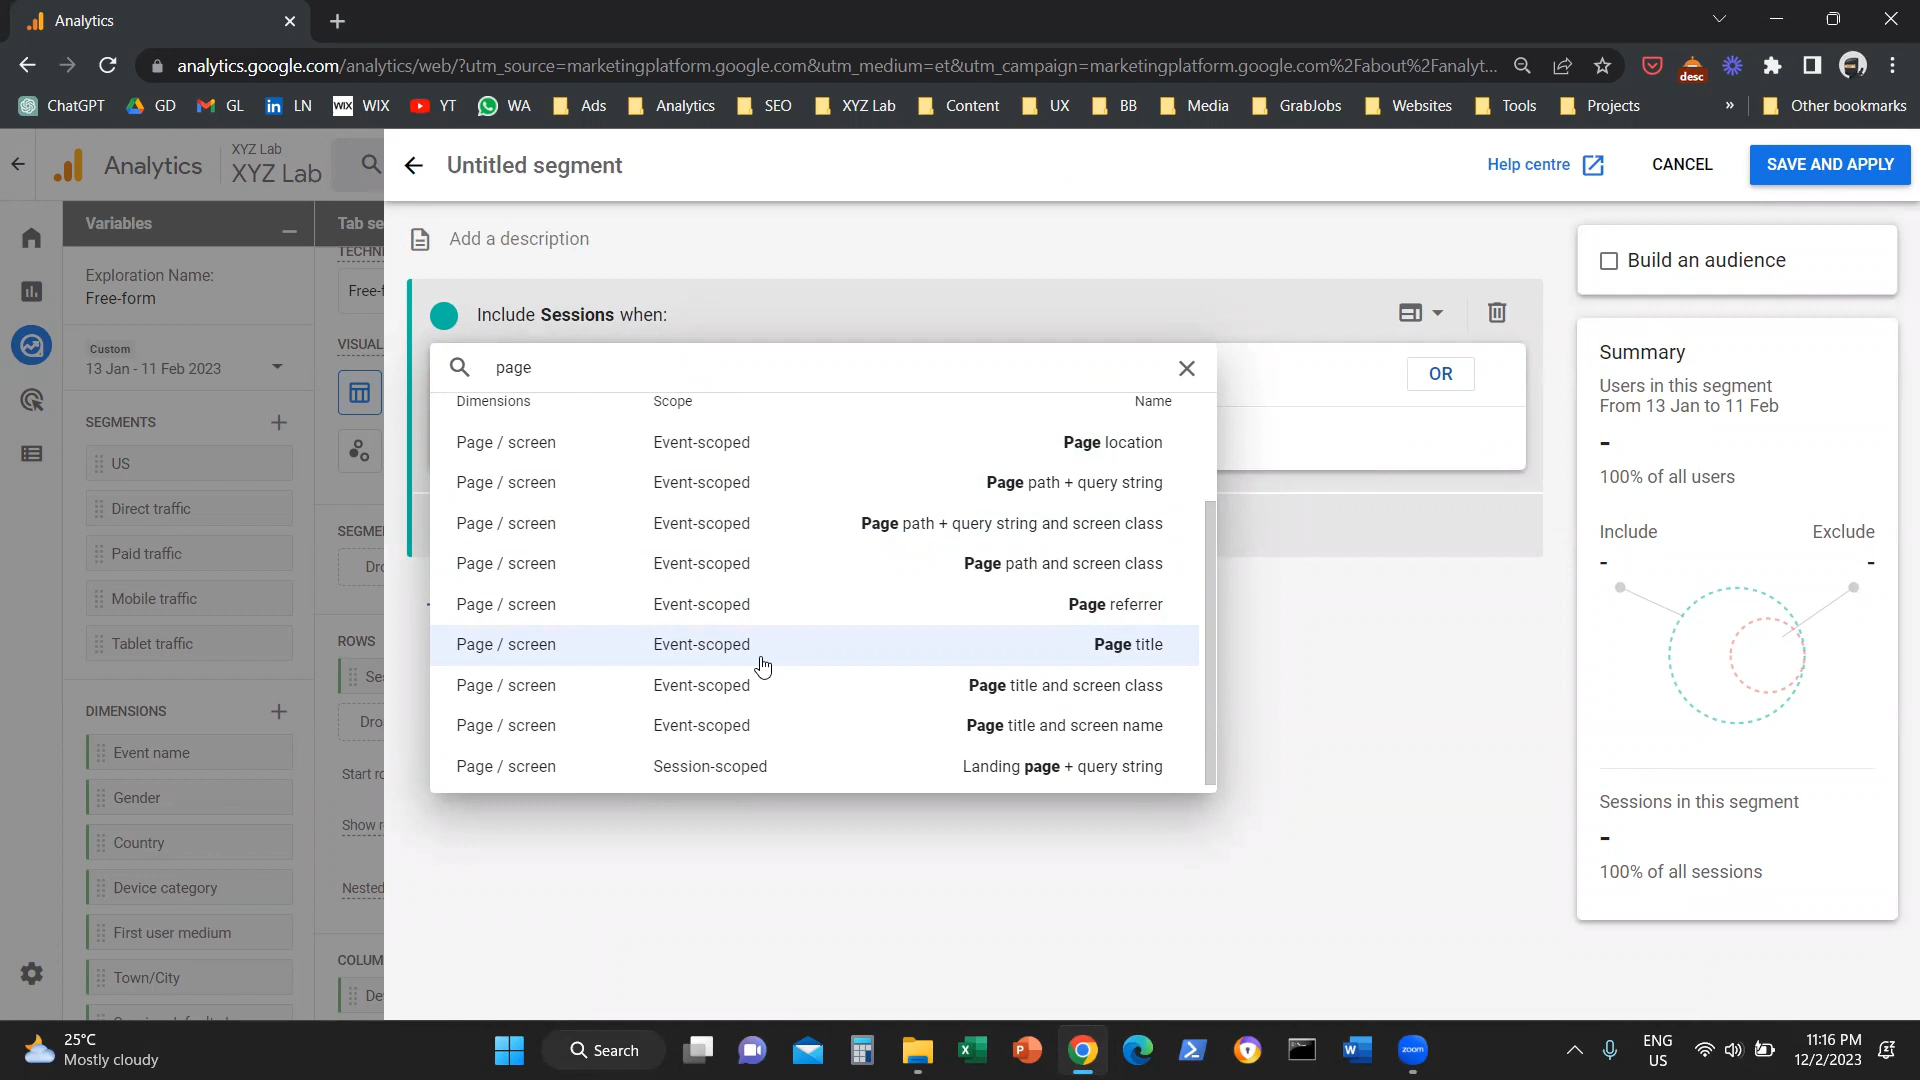 Analytics
analytics.google.com/analytics/web/?utm_source=marketingplatform.google.com&utm_medium=et&utm_campaign=marketingplatform.google.com%2Fabout%2Fanalyt...
desc
ChatGPT
GD
GL
LN
WIX
WIX
YT
WA
Ads
Analytics
SEO
XYZ Lab
Content
UX
BB
Media
GrabJobs
Websites
Tools
Projects
»
Other bookmarks
Analytics
XYZ Lab
XYZ Lab
Untitled segment
Help centre
CANCEL
SAVE AND APPLY
Variables
Tab se
TECHNI
Exploration Name:
Free-form
Free-f
Custom
13 Jan - 11 Feb 2023
VISUAL
SEGMENTS
US
Direct traffic
Paid traffic
Mobile traffic
Tablet traffic
SEGME
Dro
ROWS
Ses
Dro
DIMENSIONS
Event name
Gender
Country
Device category
First user medium
Town/City
Start ro
Show r
Nested
COLUM
De
Add a description
Include Sessions when:
page
OR
Dimensions Scope Name
Page / screen Event-scoped Page location
Page / screen Event-scoped Page path + query string
Page / screen Event-scoped Page path + query string and screen class
Page / screen Event-scoped Page path and screen class
Page / screen Event-scoped Page referrer
Page / screen Event-scoped Page title
Page / screen Event-scoped Page title and screen class
Page / screen Event-scoped Page title and screen name
Page / screen Session-scoped Landing page + query string
Build an audience
Summary
Users in this segment
From 13 Jan to 11 Feb
-
100% of all users
Include Exclude
- -
Sessions in this segment
-
100% of all sessions
25°C
Mostly cloudy
Search
zoom
ENG
US
11:16 PM
12/2/2023